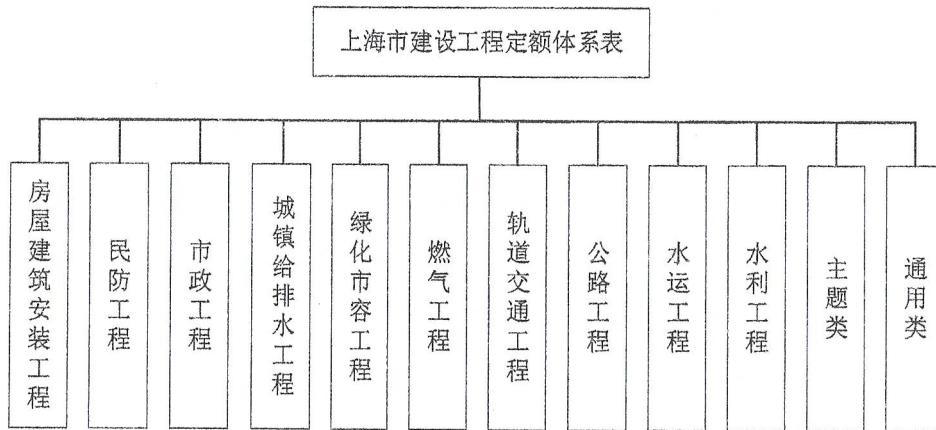 上海市建设工程定额体系表
房屋建筑安装工程
民防工程
市政工程
城镇给排水工程
绿化市容工程
燃气工程
轨道交通工程
公路工程
水运工程
水利工程
主题类
通用类